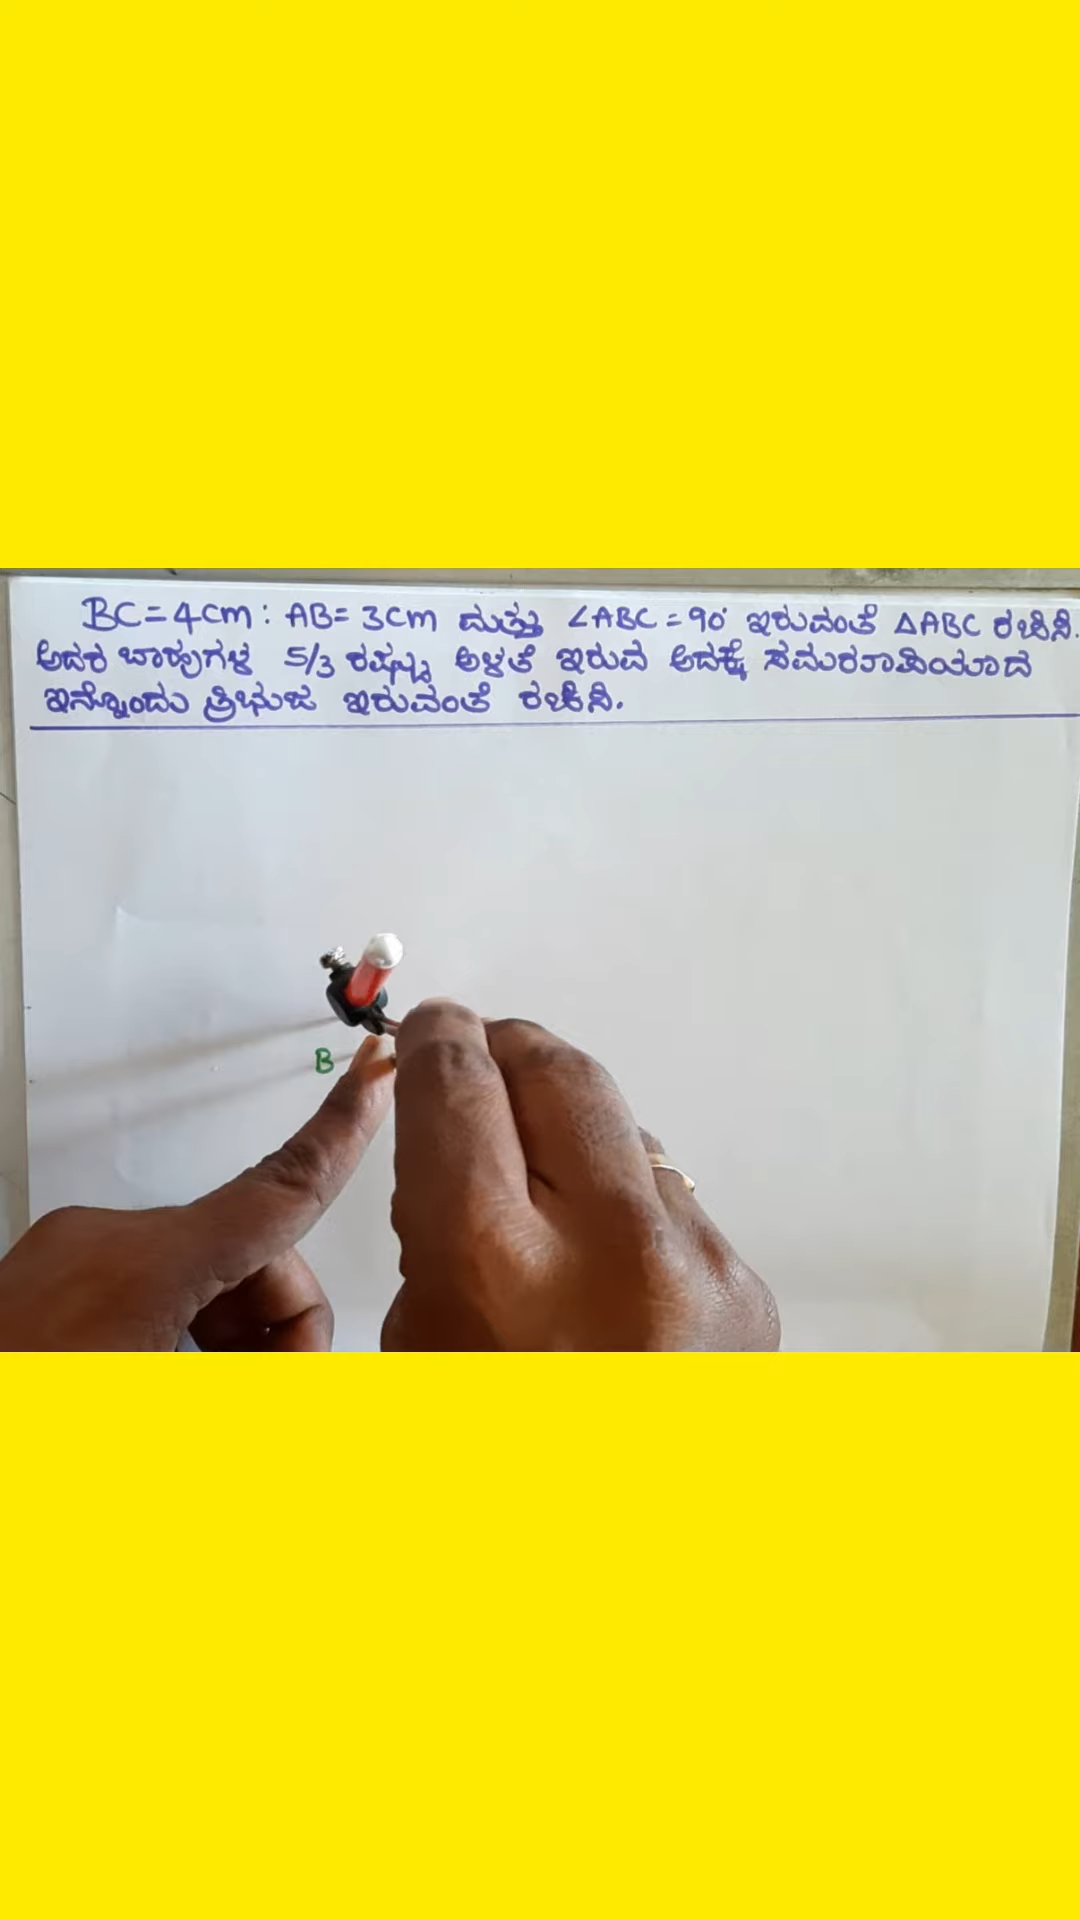 BC=4cm: AB= 3cm ಮತ್ತು ∠ABC=90° ಇರುವಂತೆ ΔABC ರಚಿಸಿ.
ಅದರ ಬಾಹುಗಳ 5/3 ರಷ್ಟು ಅಳತೆ ಇರುವ ಅದಕ್ಕೆ ಸಮರೂಪಿಯಾದ
ಇನ್ನೊಂದು ತ್ರಿಭುಜ ಇರುವಂತೆ ರಚಿಸಿ.
B